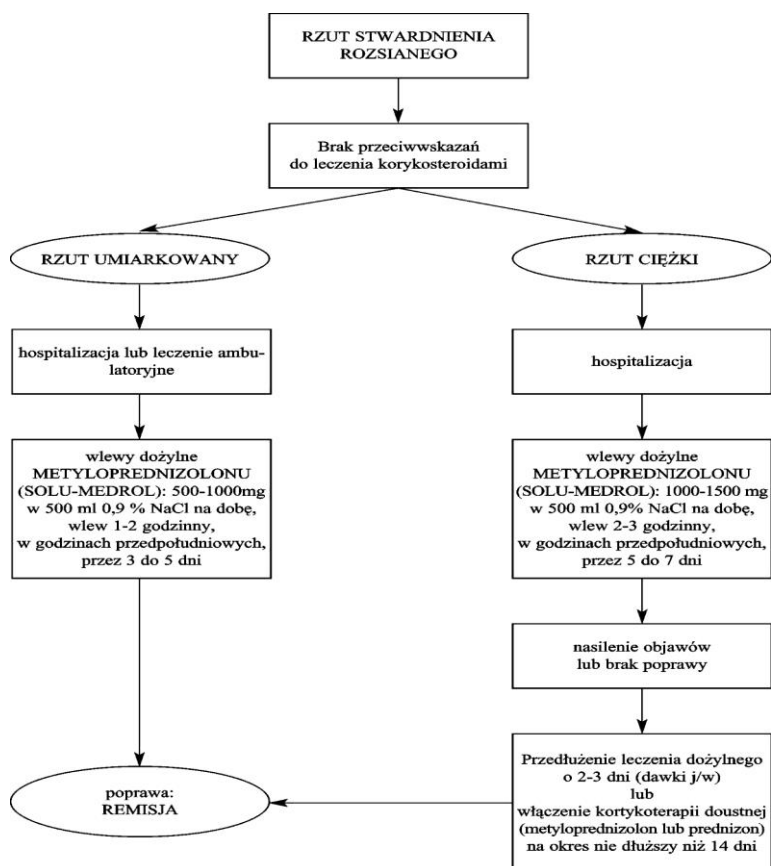 RZUT STWARDNIENIA
ROZSIANEGO
Brak przeciwwskazań
do leczenia korykosteroidami
RZUT UMIARKOWANY
RZUT CIĘŻKI
hospitalizacja lub leczenie ambu-
latoryjne
hospitalizacja
wlewy dożylne
METYLOPREDNIZOLONU
(SOLU-MEDROL): 500-1000mg
w 500 ml 0,9 % NaCl na dobę,
wlew 1-2 godzinny,
w godzinach przedpołudniowych,
przez 3 do 5 dni
wlewy dożylne
METYLOPREDNIZOLONU
(SOLU-MEDROL): 1000-1500 mg
w 500 ml 0,9% NaCl na dobę,
wlew 2-3 godzinny,
w godzinach przedpołudniowych,
przez 5 do 7 dni
nasilenie objawów
lub brak poprawy
Przedłużenie leczenia dożylnego
o 2-3 dni (dawki j/w)
lub
włączenie kortykoterapii doustnej
(metyloprednizolon lub prednizon)
na okres nie dłuższy niż 14 dni
poprawa:
REMISJA